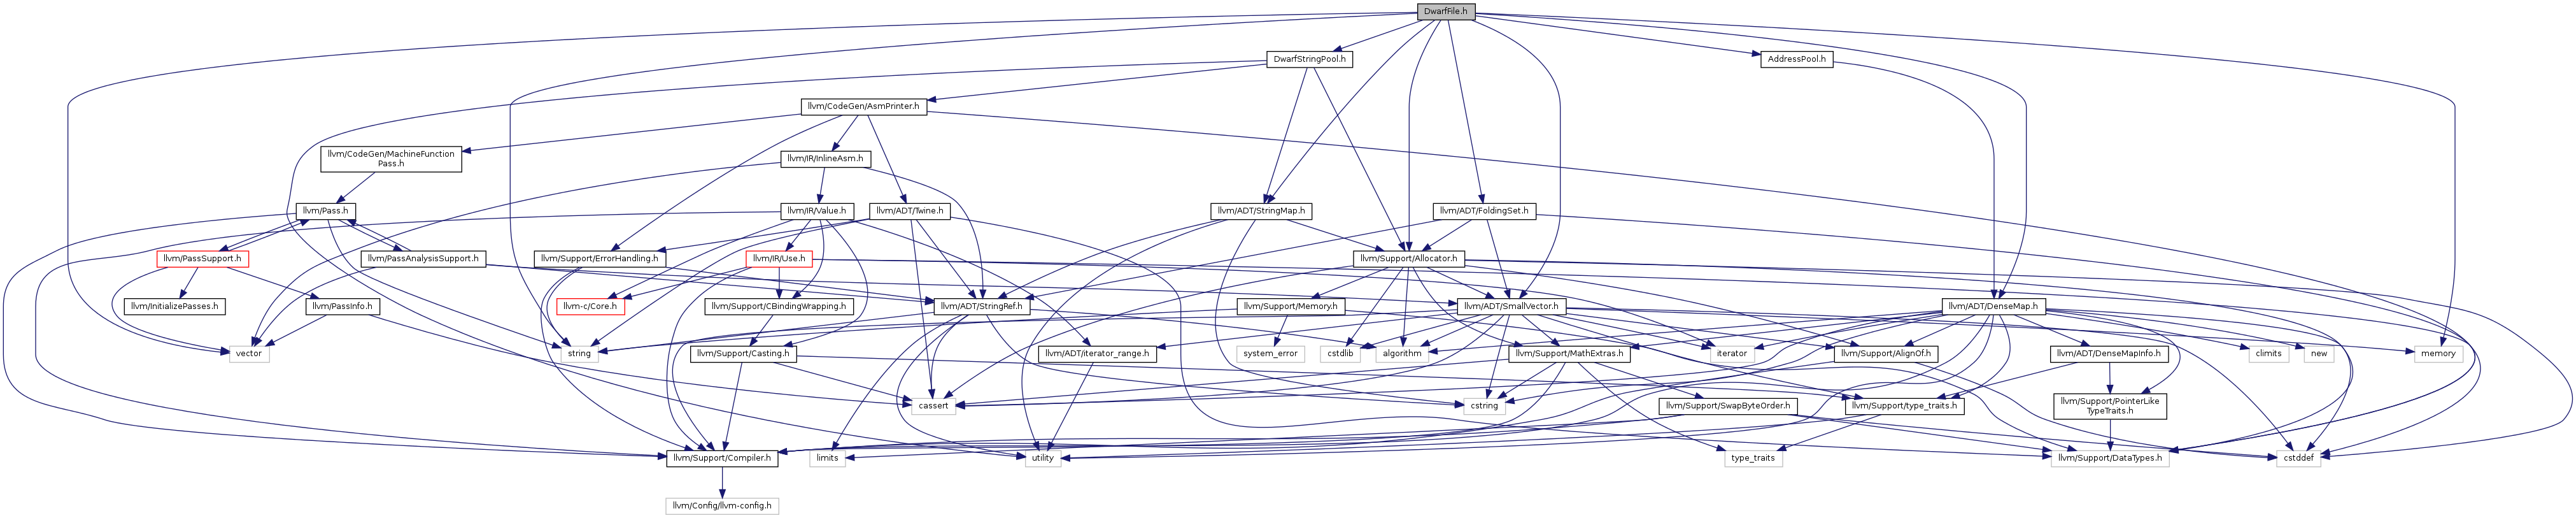 DwarfFile.h
DwarfStringPool.h
AddressPool.h
llvm/CodeGen/AsmPrinter.h
llvm/CodeGen/MachineFunction
Pass.h
llvm/IR/InlineAsm.h
llvm/Pass.h
llvm/IR/Value.h
llvm/ADT/Twine.h
llvm/ADT/StringMap.h
llvm/ADT/FoldingSet.h
llvm/PassSupport.h
llvm/PassAnalysisSupport.h
llvm/Support/ErrorHandling.h
llvm/IR/Use.h
llvm/Support/Allocator.h
llvm/InitializePasses.h
llvm/PassInfo.h
llvm-c/Core.h
llvm/Support/CBindingWrapping.h
llvm/ADT/StringRef.h
llvm/Support/Memory.h
llvm/ADT/SmallVector.h
llvm/ADT/DenseMap.h
vector
string
llvm/Support/Casting.h
llvm/ADT/iterator_range.h
system_error
cstdlib
algorithm
llvm/Support/MathExtras.h
iterator
llvm/Support/AlignOf.h
llvm/ADT/DenseMapInfo.h
climits
new
memory
cassert
cstring
llvm/Support/SwapByteOrder.h
llvm/Support/type_traits.h
llvm/Support/PointerLike
TypeTraits.h
llvm/Support/Compiler.h
limits
utility
type_traits
llvm/Support/DataTypes.h
cstddef
llvm/Config/llvm-config.h